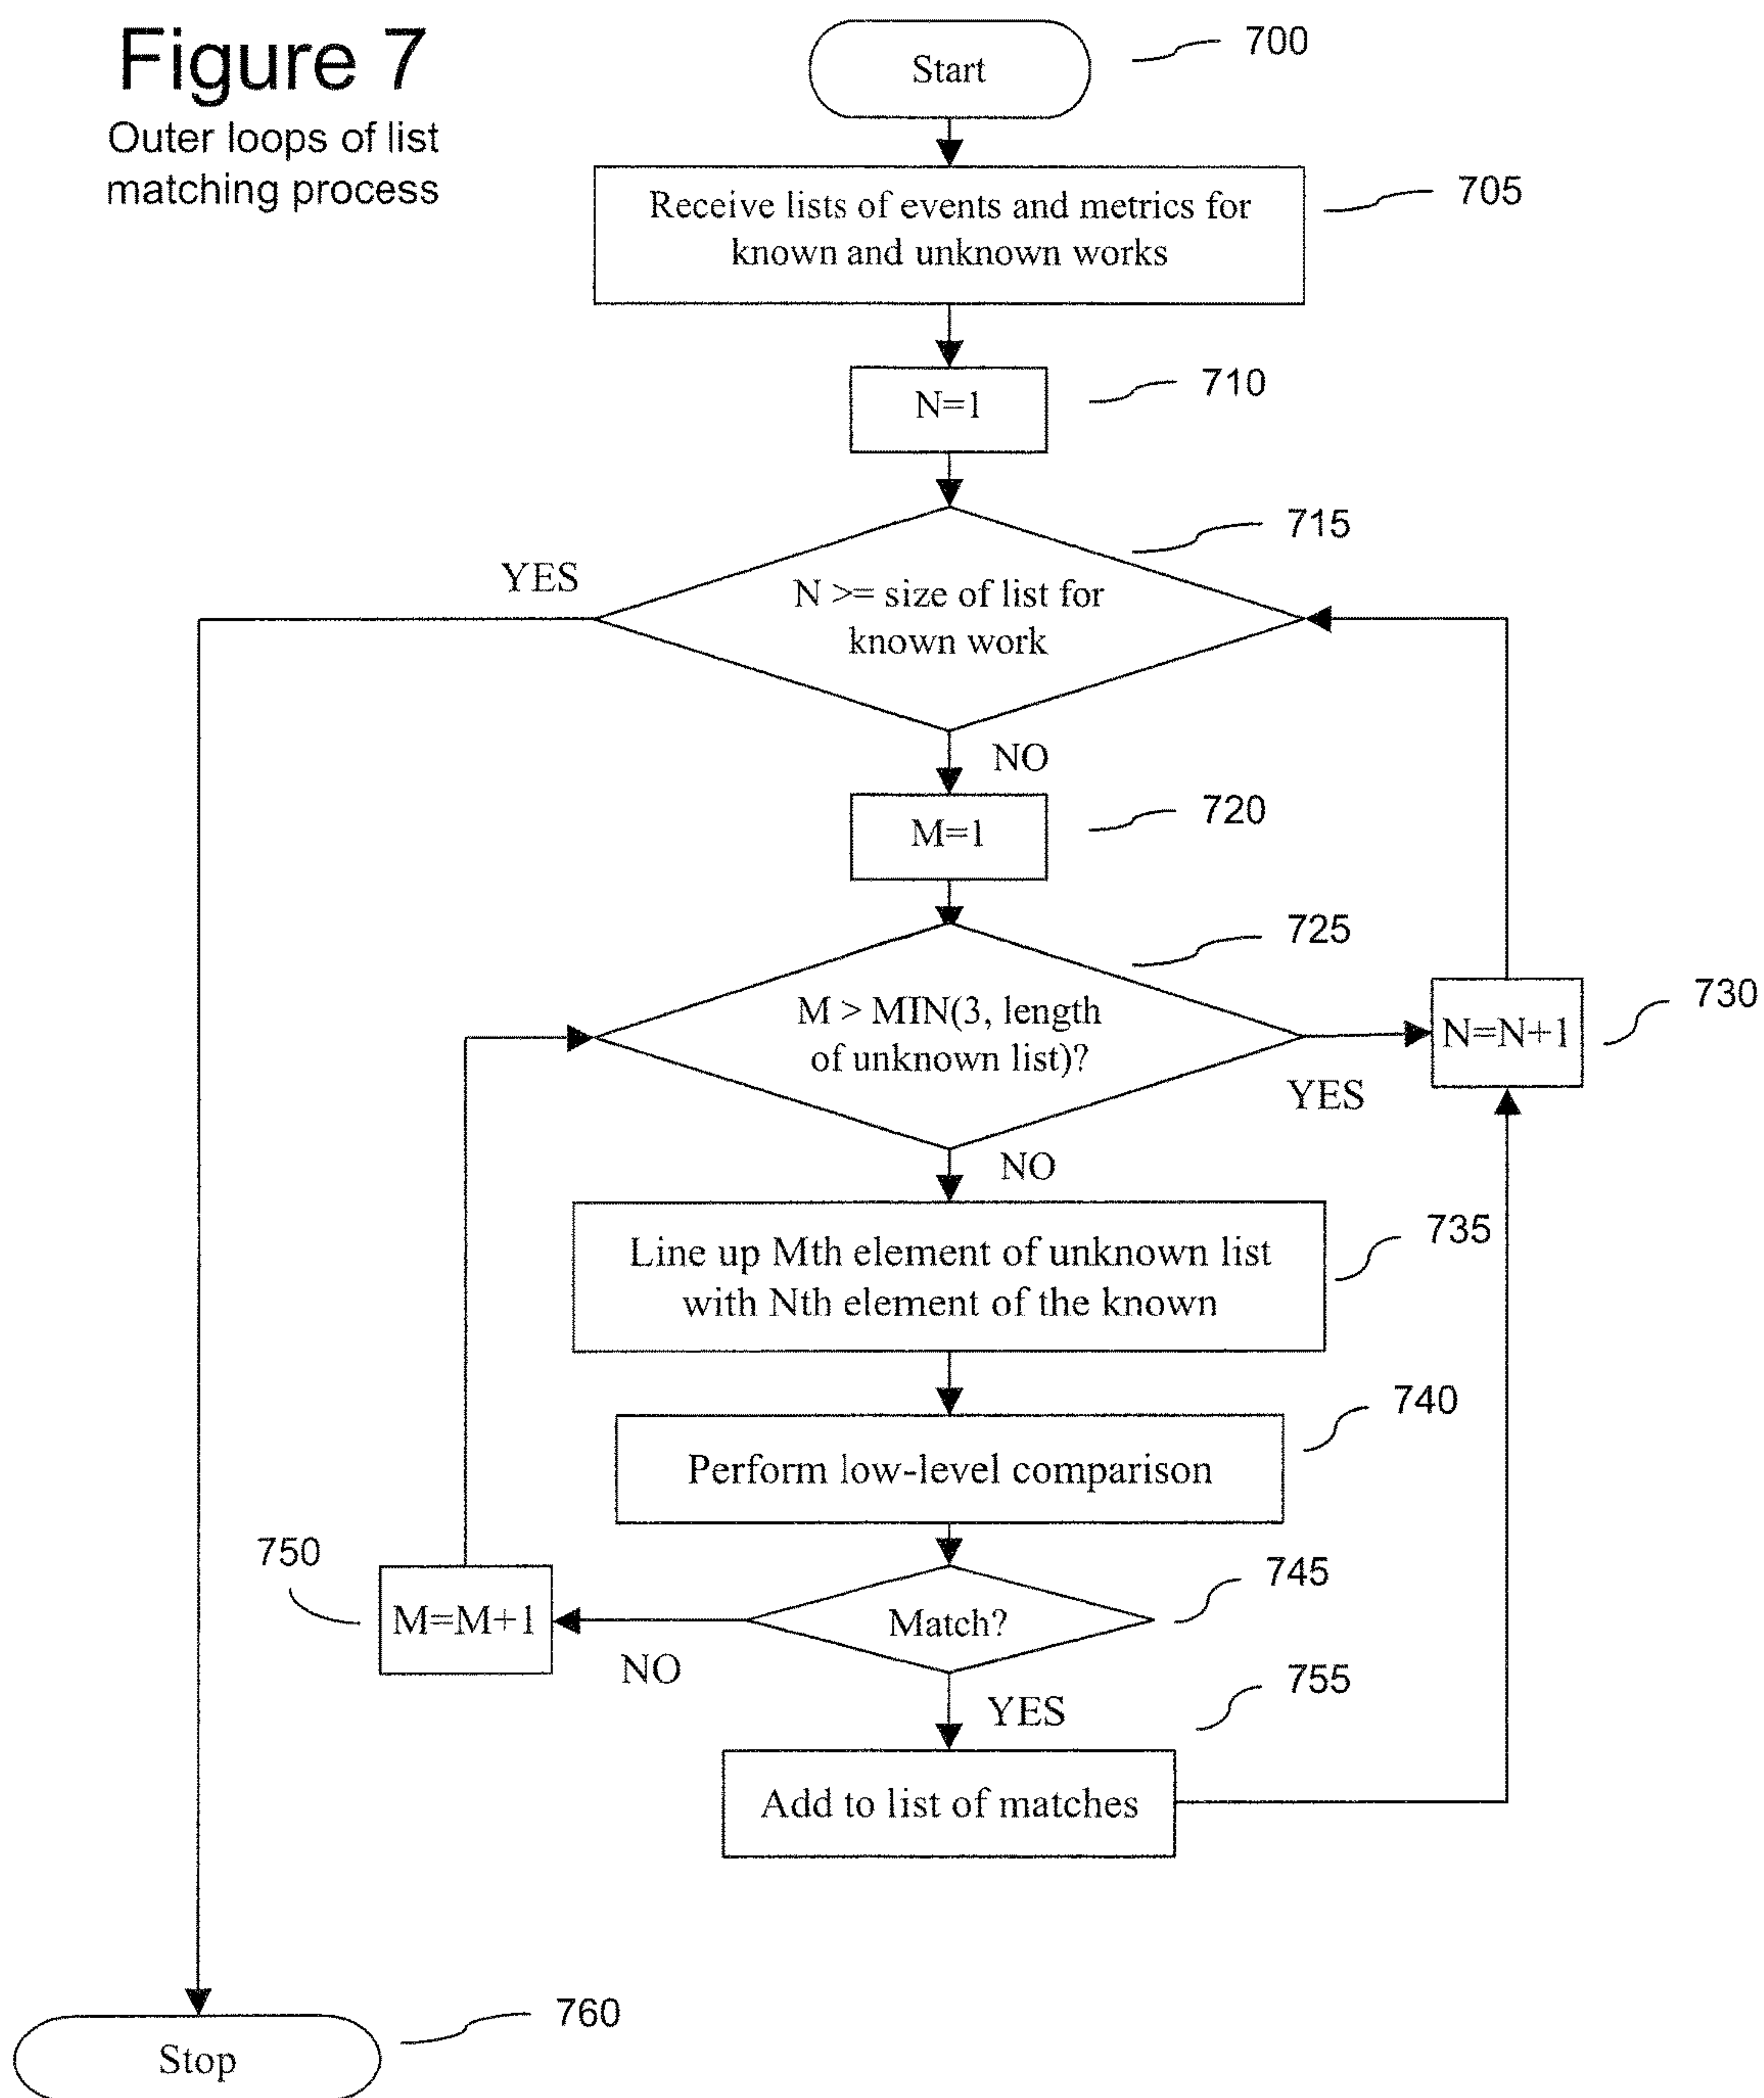 Figure 7
Outer loops of list
matching process
Start
700
Receive lists of events and metrics for
known and unknown works
705
N=1
710
715
YES
N >= size of list for
known work
NO
M=1
720
725
M > MIN(3, length
of unknown list)?
YES
N=N+1
730
NO
Line up Mth element of unknown list
with Nth element of the known
735
Perform low-level comparison
740
750
M=M+1
NO
Match?
745
YES
755
Add to list of matches
Stop
760